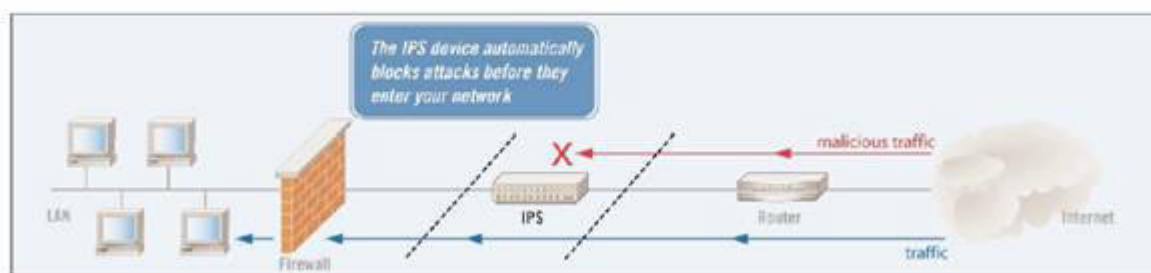 The IPS device automatically
blocks attacks before they
enter your network
malicious traffic
X
LAN
IPS
Router
Internet
Firewall
traffic